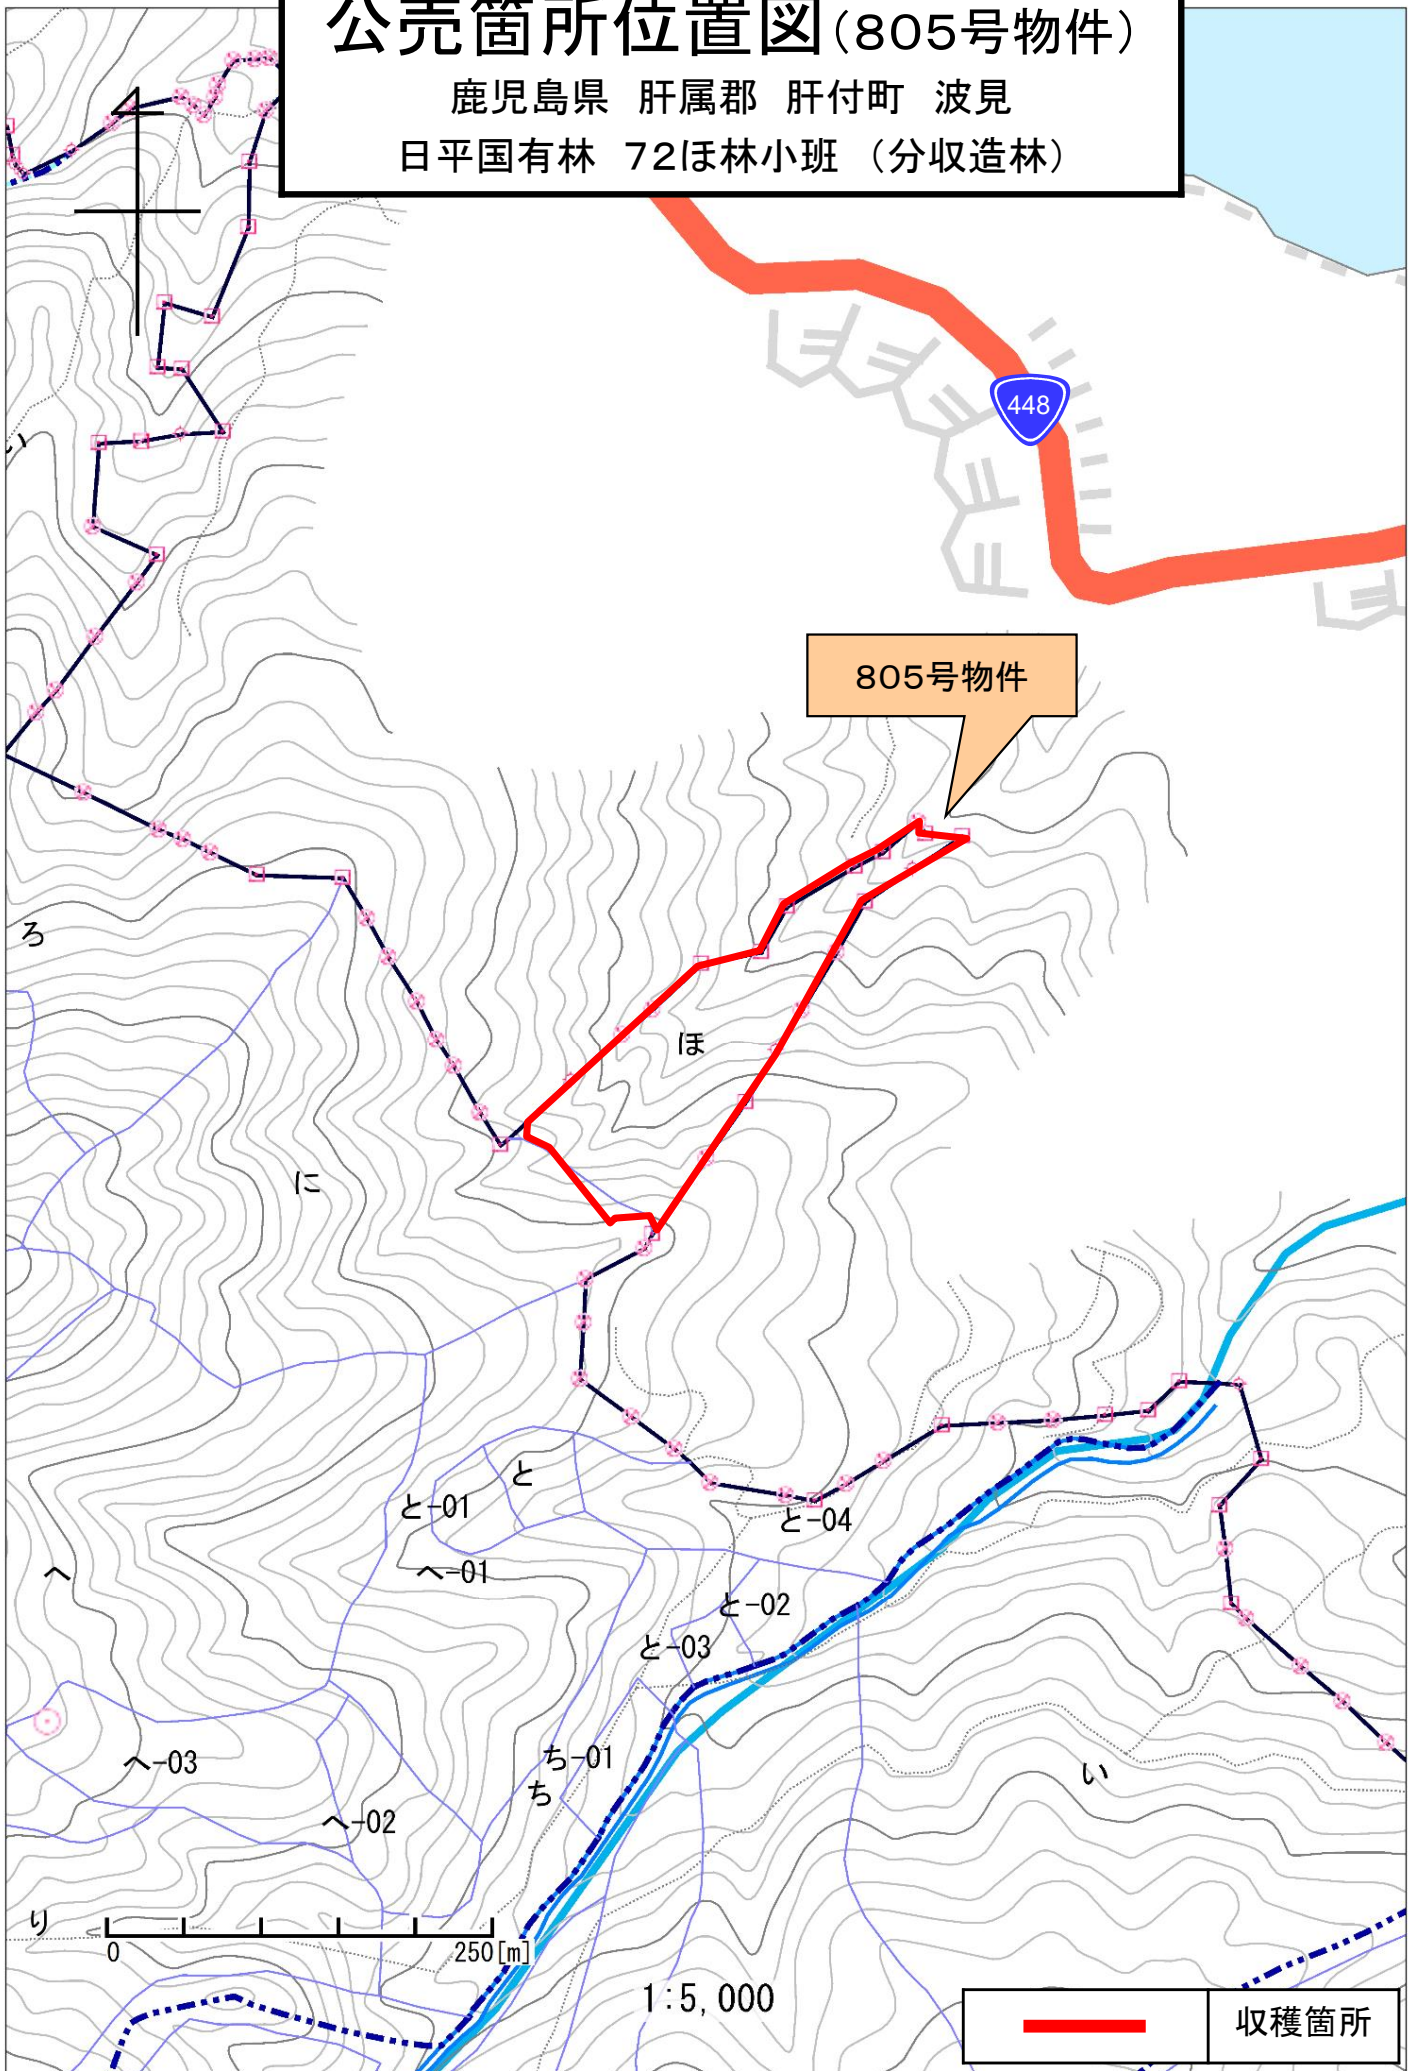 公売箇所位置図(805号物件)
鹿児島県 肝属郡 肝付町 波見
日平国有林 72ほ林小班 (分収造林)
448
い
805号物件
ろ
ほ
に
と
と-01
と-04
へ
へ-01
と-02
と-03
へ-03
ち-01
ち
い
へ-02
り
0 250[m]
1:5,000
収穫箇所